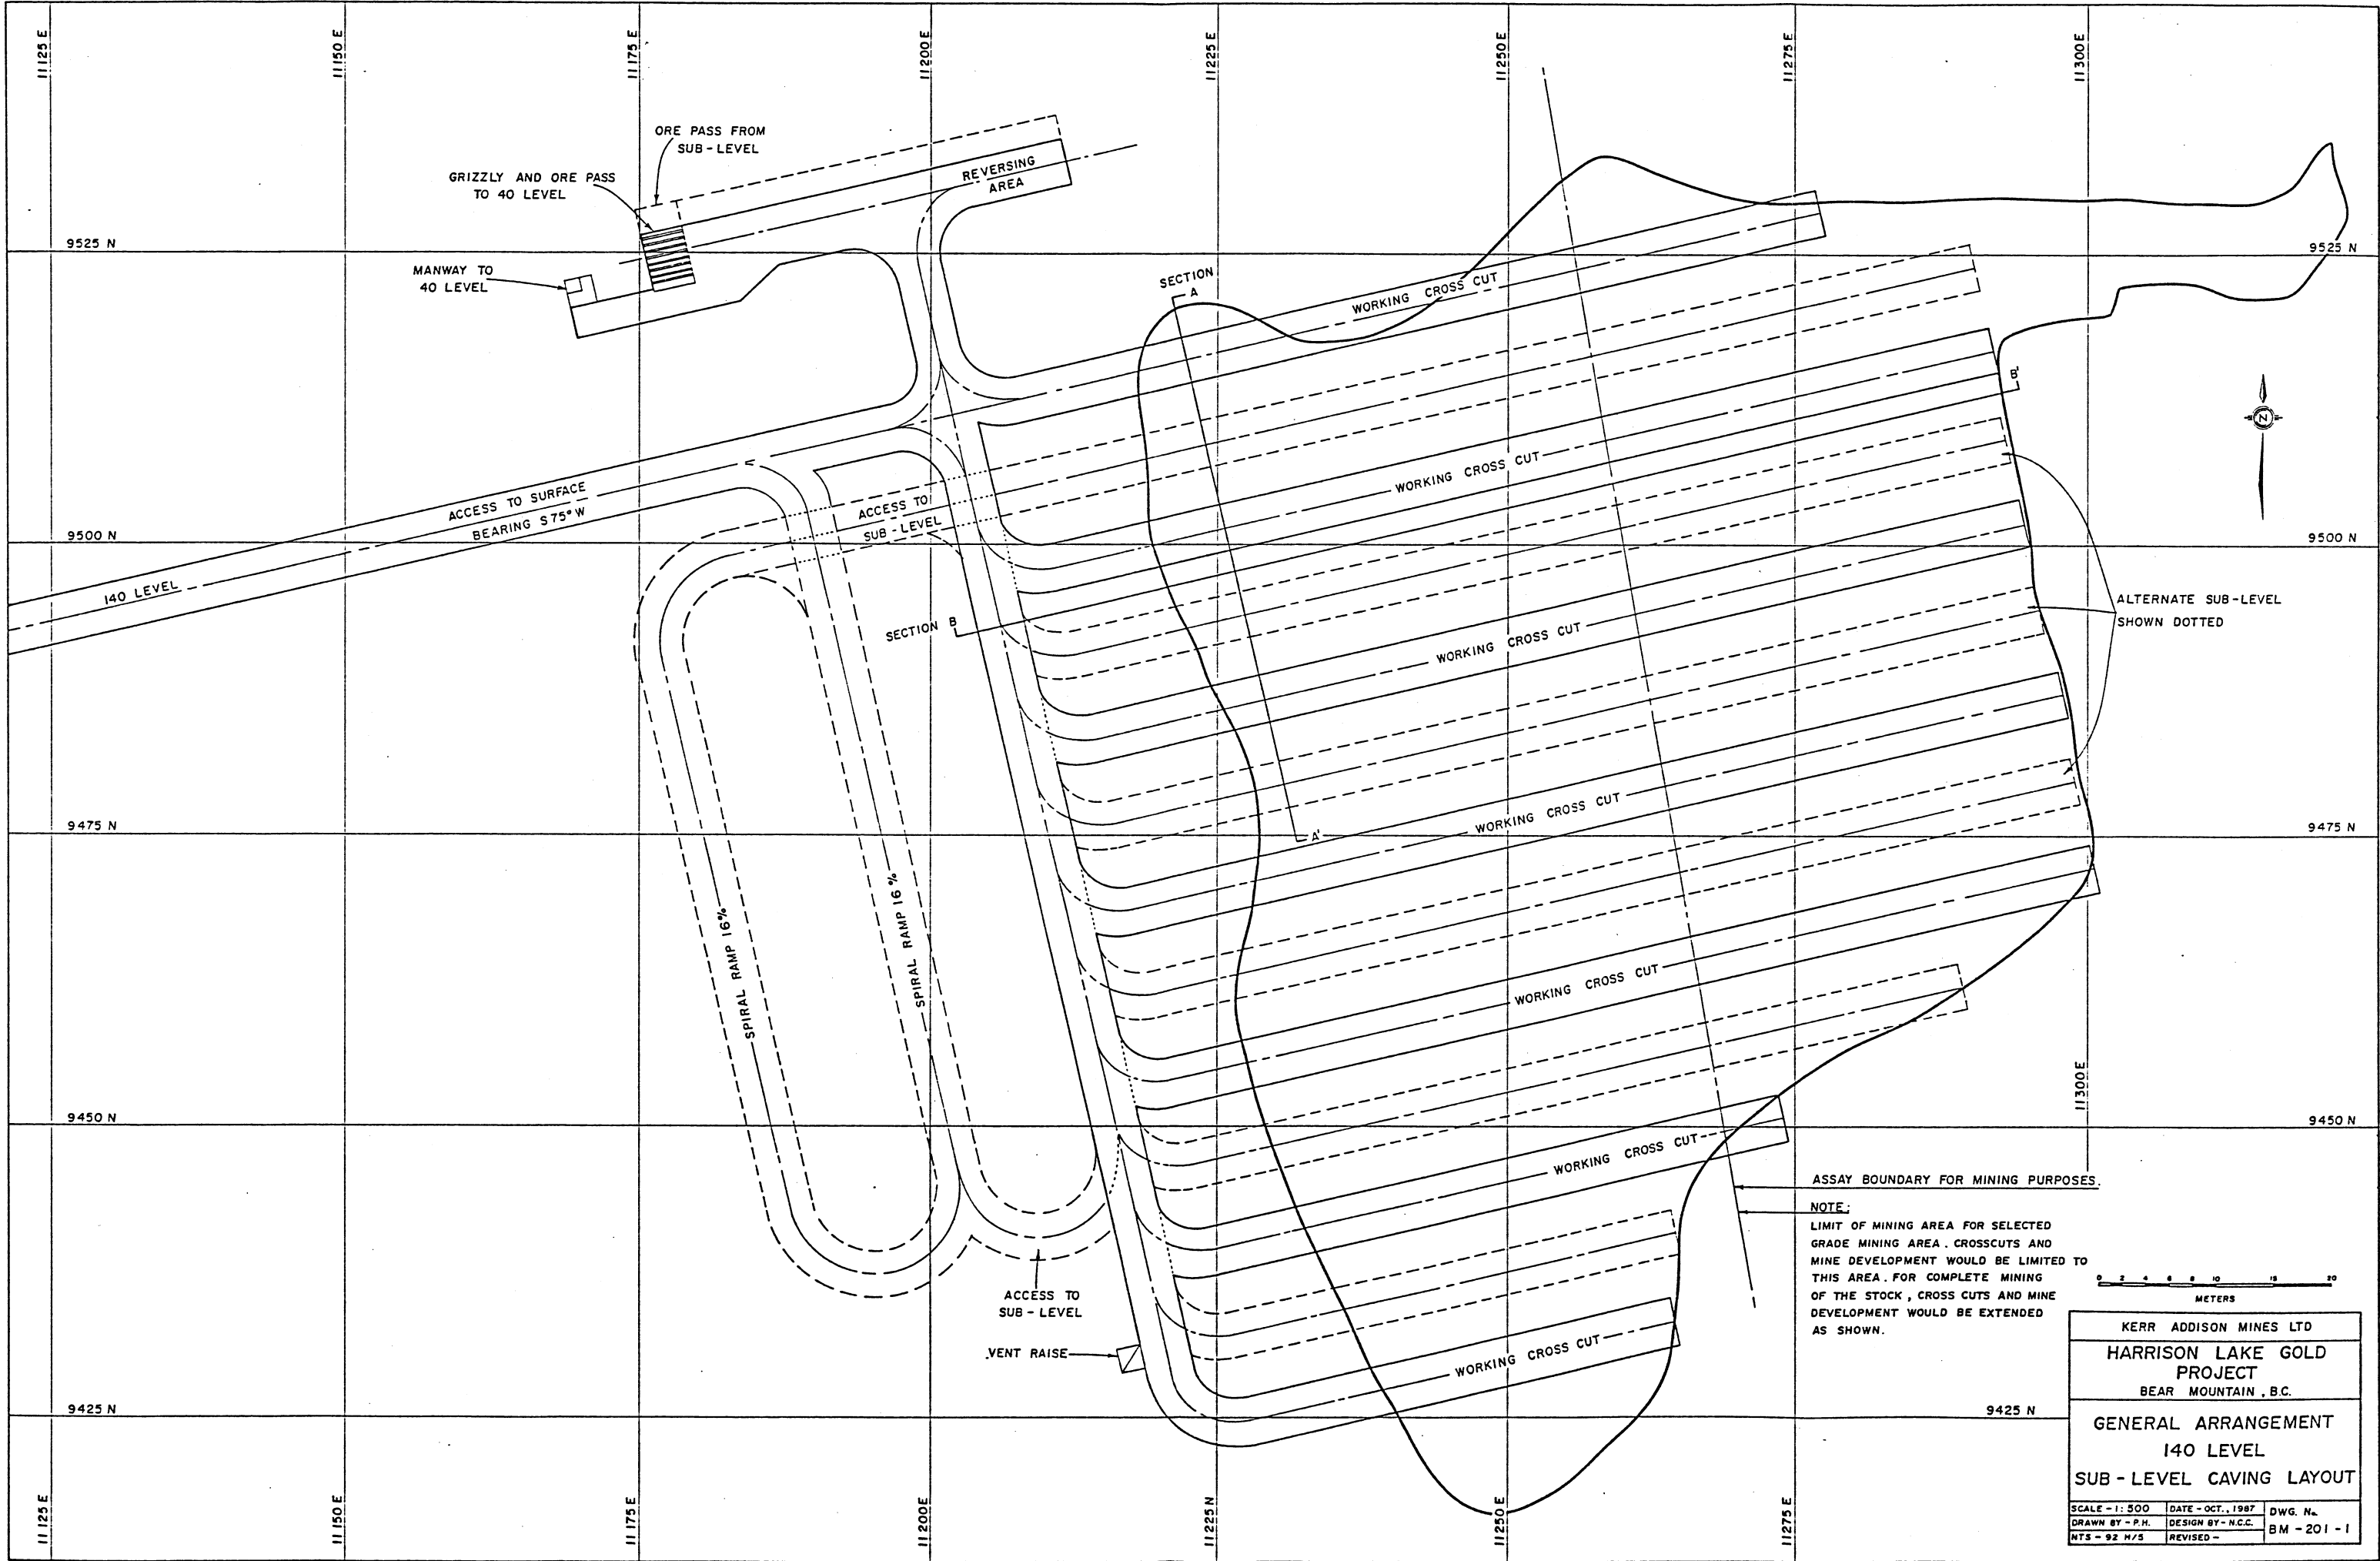 11125 E
11150 E
11175 E
11200 E
11225 E
11250 E
11275 E
11300 E
ORE PASS FROM
SUB-LEVEL
GRIZZLY AND ORE PASS
TO 40 LEVEL
REVERSING
AREA
9525 N
9525 N
MANWAY TO
40 LEVEL
SECTION
A
WORKING CROSS CUT
B'
N
WORKING CROSS CUT
ACCESS TO SURFACE
BEARING S 75° W
ACCESS TO
SUB-LEVEL
9500 N
9500 N
140 LEVEL
SECTION B
WORKING CROSS CUT
ALTERNATE SUB-LEVEL
SHOWN DOTTED
WORKING CROSS CUT
9475 N
A'
9475 N
SPIRAL RAMP 16%
SPIRAL RAMP 16%
WORKING CROSS CUT
11300E
9450 N
9450 N
WORKING CROSS CUT
ASSAY BOUNDARY FOR MINING PURPOSES.
NOTE:
LIMIT OF MINING AREA FOR SELECTED
GRADE MINING AREA. CROSSCUTS AND
MINE DEVELOPMENT WOULD BE LIMITED TO
THIS AREA. FOR COMPLETE MINING
OF THE STOCK, CROSS CUTS AND MINE
DEVELOPMENT WOULD BE EXTENDED
AS SHOWN.
0 2 4 6 8 10 15 20
METERS
ACCESS TO
SUB-LEVEL
VENT RAISE
WORKING CROSS CUT
9425 N
9425 N
KERR ADDISON MINES LTD
HARRISON LAKE GOLD
PROJECT
BEAR MOUNTAIN, B.C.
GENERAL ARRANGEMENT
140 LEVEL
SUB-LEVEL CAVING LAYOUT
SCALE - 1:500 DATE - OCT., 1987 DWG. No.
DRAWN BY - P.H. DESIGN BY - N.C.C. BM-201-1
NTS - 92 H/5 REVISED -
11125 E
11150 E
11175 E
11200 E
11225 N
11250 E
11275 E